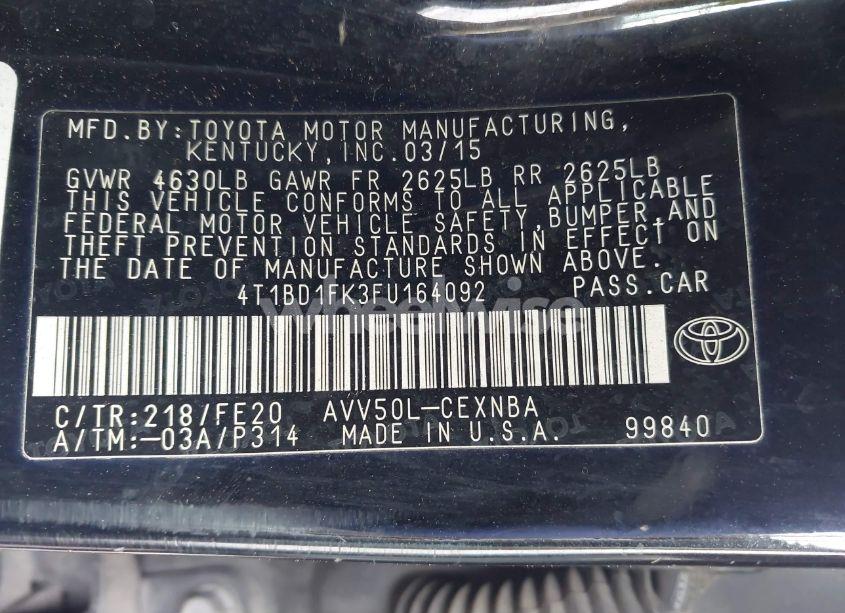 MFD.BY:TOYOTA MOTOR MANUFACTURING,
KENTUCKY,INC.03/15
GVWR 4630LB GAWR FR 2625LB RR 2625LB
THIS VEHICLE CONFORMS TO ALL APPLICABLE
FEDERAL MOTOR VEHICLE SAFETY,BUMPER,AND
THEFT PREVENTION STANDARDS IN EFFECT ON
THE DATE OF MANUFACTURE SHOWN ABOVE.
4T1BD1FK3FU164092 PASS.CAR
Wheelwise
C/TR:218/FE20 AVV50L-CEXNBA
A/TM:-03A/P314 MADE IN U.S.A. 99840